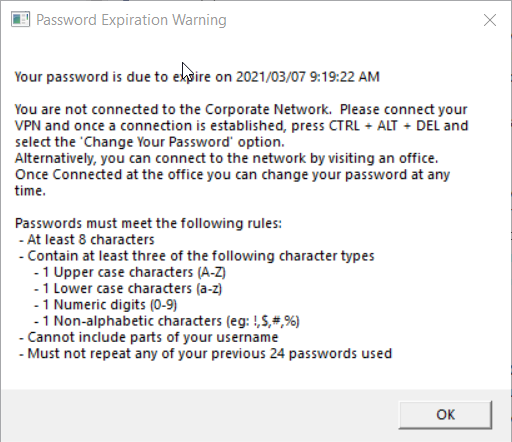 Password Expiration Warning
Your password is due to expire on 2021/03/07 9:19:22 AM
You are not connected to the Corporate Network.  Please connect your
VPN and once a connection is established, press CTRL + ALT + DEL and
select the 'Change Your Password' option.
Alternatively, you can connect to the network by visiting an office.
Once Connected at the office you can change your password at any
time.
Passwords must meet the following rules:
- At least 8 characters
- Contain at least three of the following character types
- 1 Upper case characters (A-Z)
- 1 Lower case characters (a-z)
- 1 Numeric digits (0-9)
- 1 Non-alphabetic characters (eg: !,$,#,%)
- Cannot include parts of your username
- Must not repeat any of your previous 24 passwords used
OK